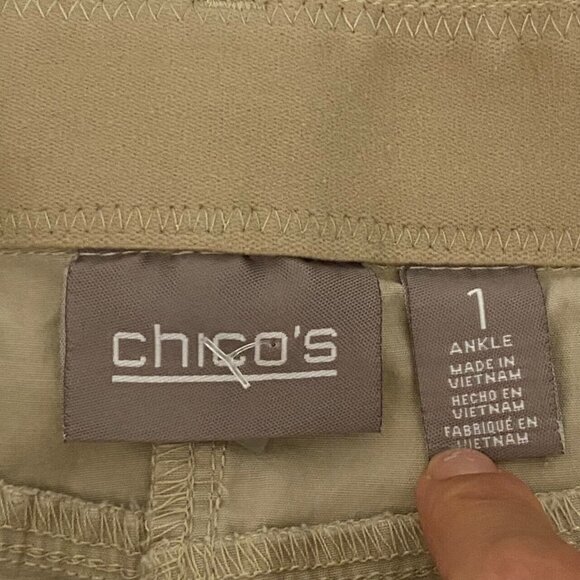 chico's
1
ANKLE
MADE IN
VIETNAM
HECHO EN
VIETNAM
FABRIQUÉ EN
VIETNAM